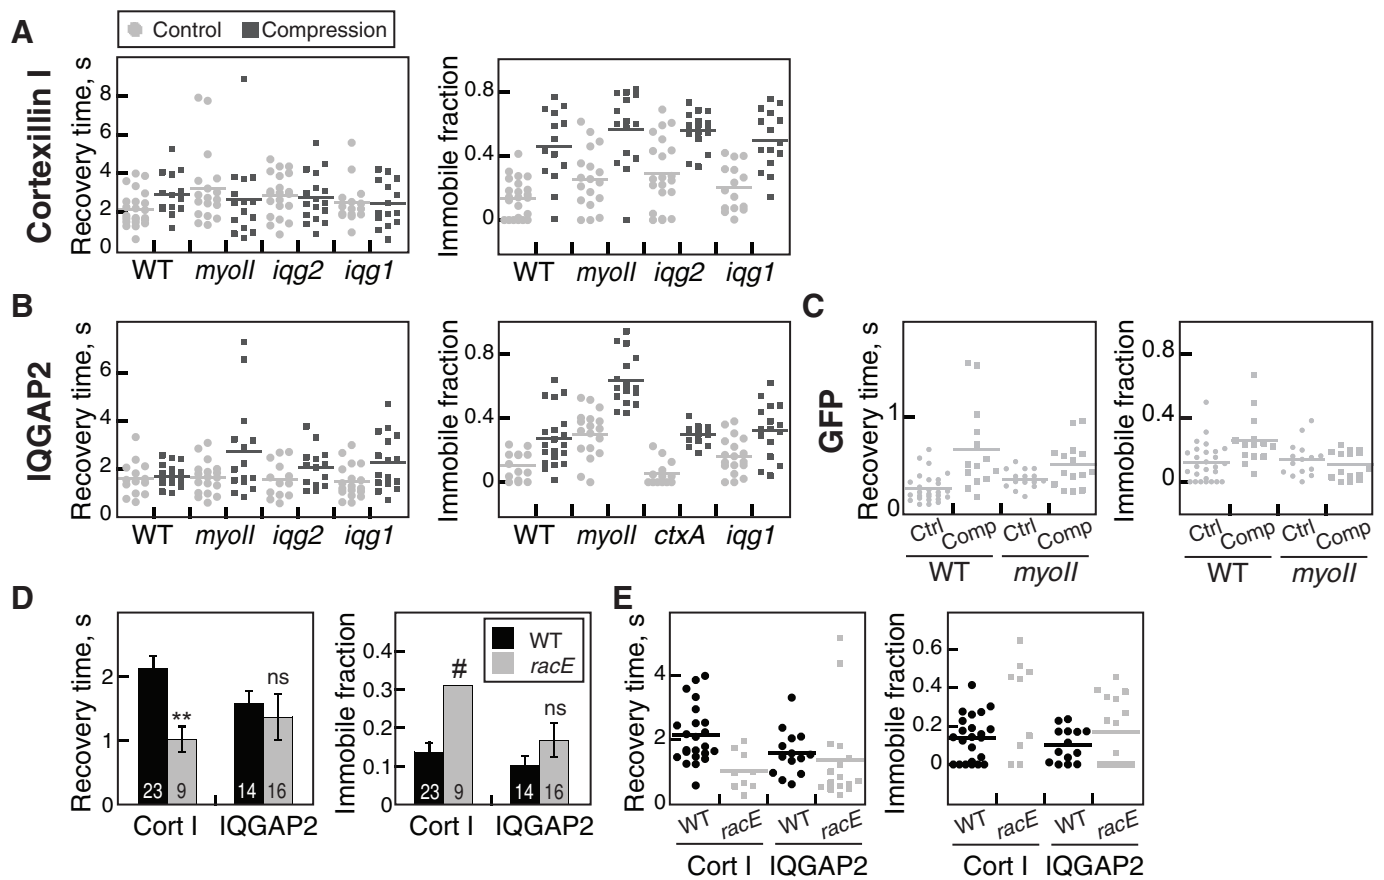 A
Control Compression
Cortexillin I
Recovery time, s
8
6
4
2
0
WT myoII iqg2 iqg1
Immobile fraction
0.8
0.4
0
WT myoII iqg2 iqg1
B
IQGAP2
Recovery time, s
6
4
2
0
WT myoII iqg2 iqg1
Immobile fraction
0.8
0.4
0
WT myoII ctxA iqg1
C
GFP
Recovery time, s
1
0
Ctrl Comp Ctrl Comp
WT myoII
Immobile fraction
0.8
0.4
0
Ctrl Comp Ctrl Comp
WT myoII
D
Recovery time, s
2
1
0
** ns
23 9 14 16
Cort I IQGAP2
Immobile fraction
0.4
0.3
0.2
0.1
0
WT
racE
# ns
23 9 14 16
Cort I IQGAP2
E
Recovery time, s
4
2
0
WT racE WT racE
Cort I IQGAP2
Immobile fraction
0.6
0.4
0.2
0
WT racE WT racE
Cort I IQGAP2